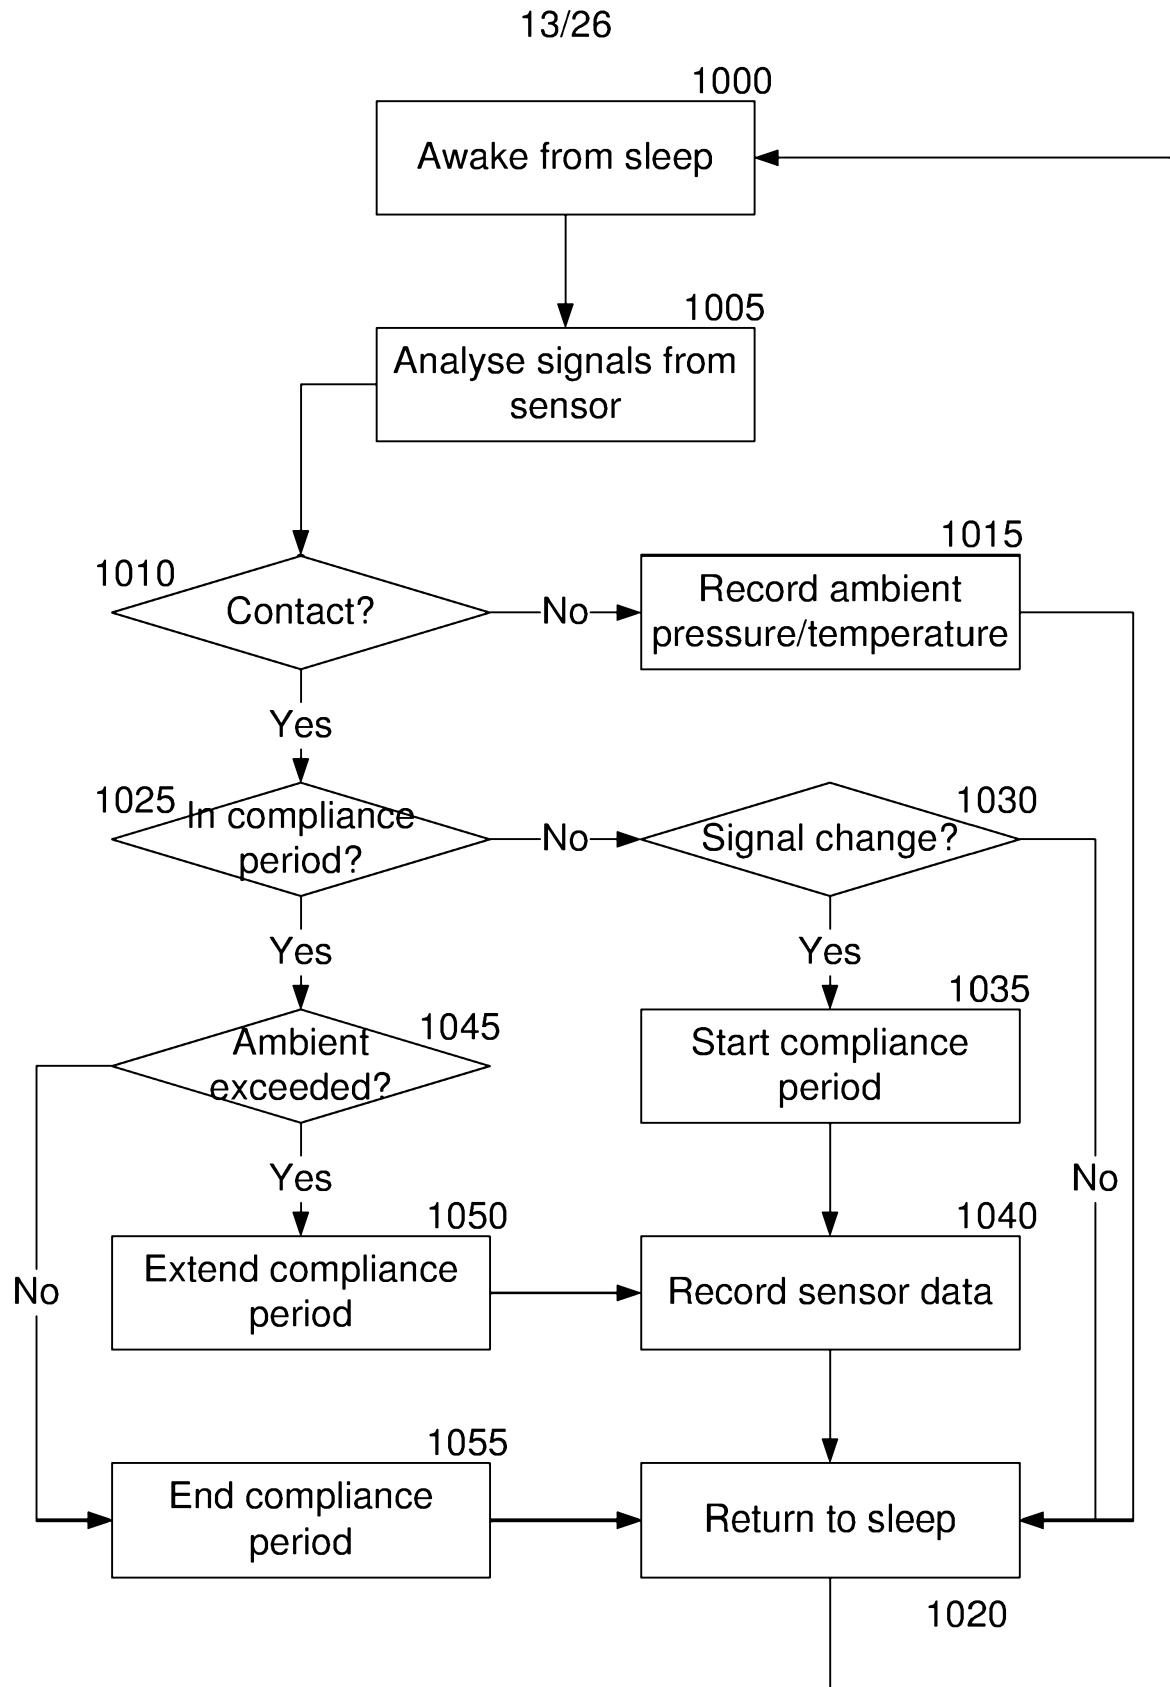 13/26
1000
Awake from sleep
1005
Analyse signals from
sensor
1010
Contact?
No
1015
Record ambient
pressure/temperature
Yes
1025
In compliance
period?
No
1030
Signal change?
Yes
Yes
1045
Ambient
exceeded?
1035
Start compliance
period
Yes
No
1050
Extend compliance
period
1040
Record sensor data
No
1055
End compliance
period
Return to sleep
1020